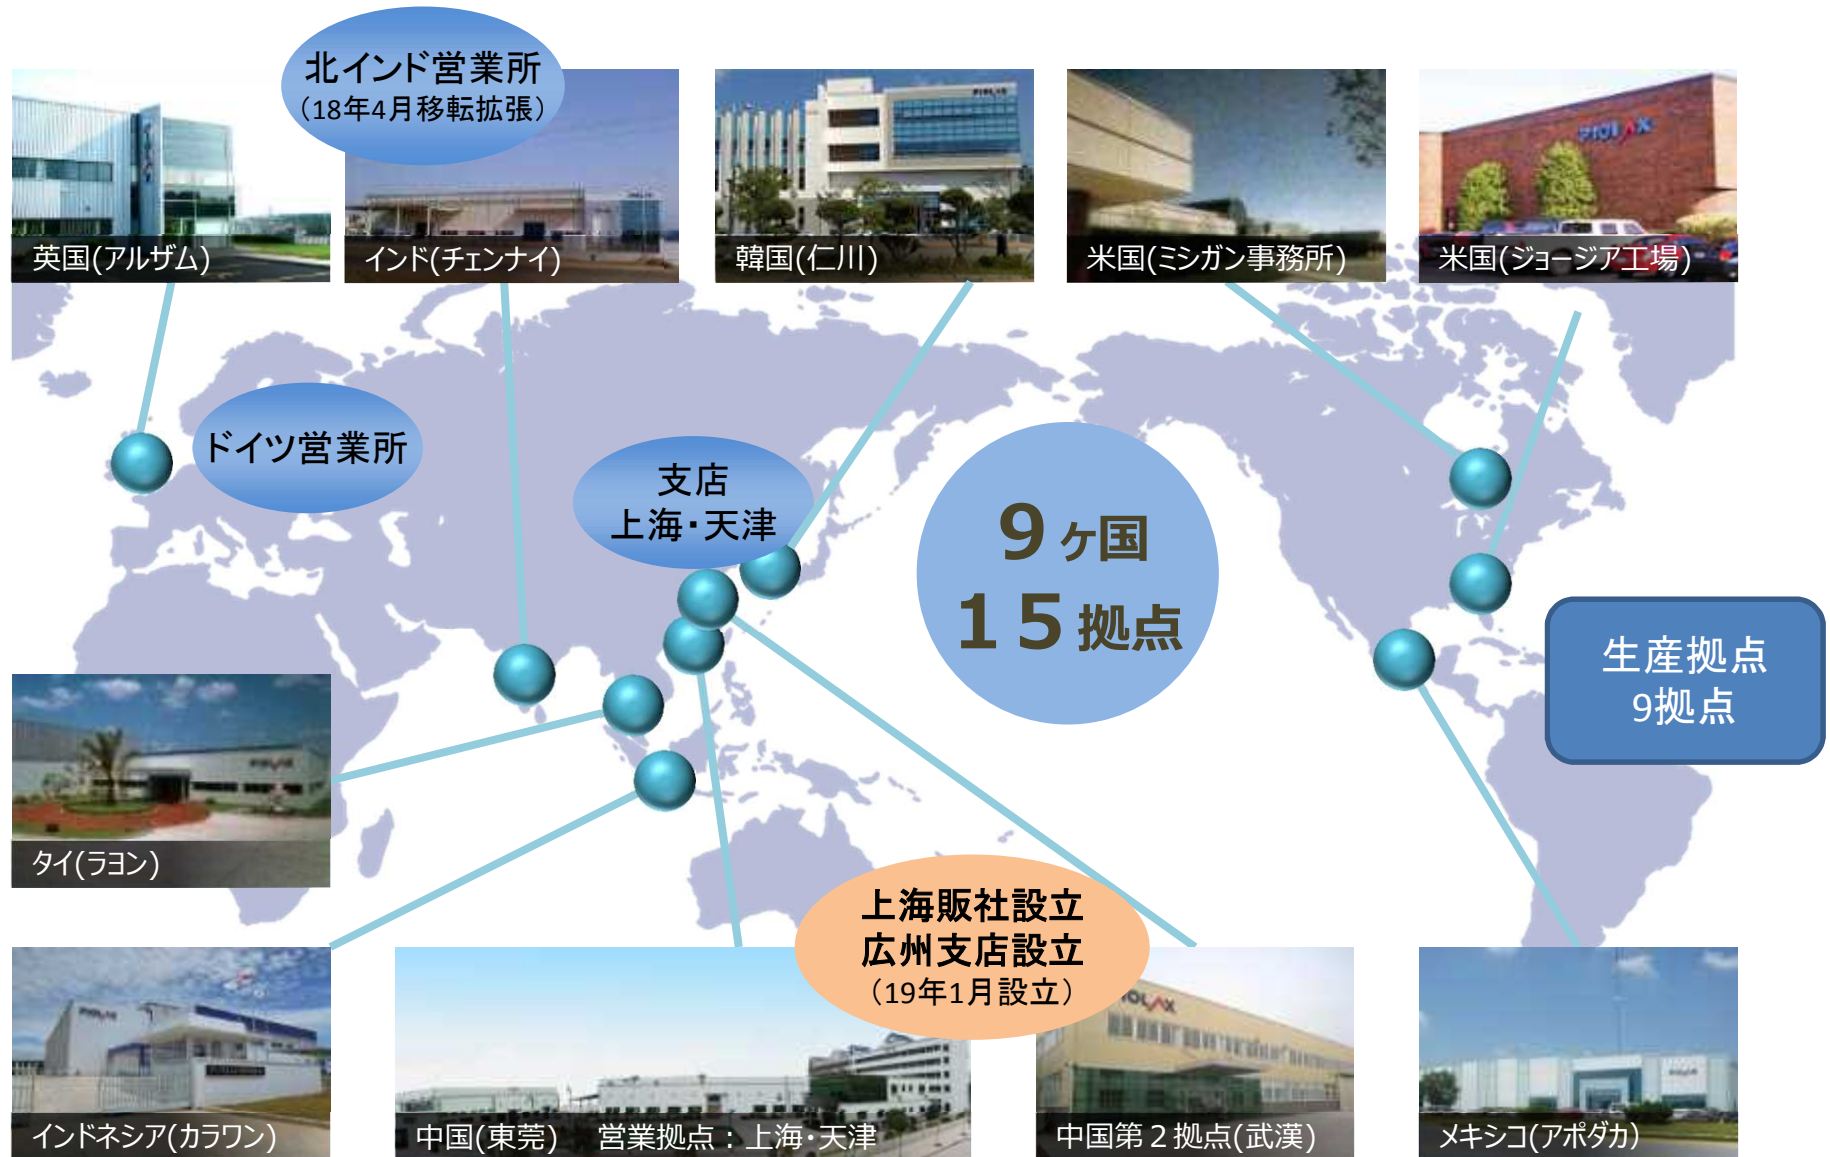 北インド営業所
（18年4月移転拡張）
PIOLAX
PIOLAX
英国(アルザム)
インド(チェンナイ)
韓国(仁川)
米国(ミシガン事務所)
米国(ジョージア工場)
ドイツ営業所
支店
上海・天津
9ヶ国
15拠点
生産拠点
9拠点
PIOLAX
タイ(ラヨン)
上海販社設立
広州支店設立
（19年1月設立）
PIOLAX
PIOLAX
インドネシア(カラワン)
中国(東莞)　営業拠点：上海・天津
中国第２拠点(武漢)
メキシコ(アポダカ)